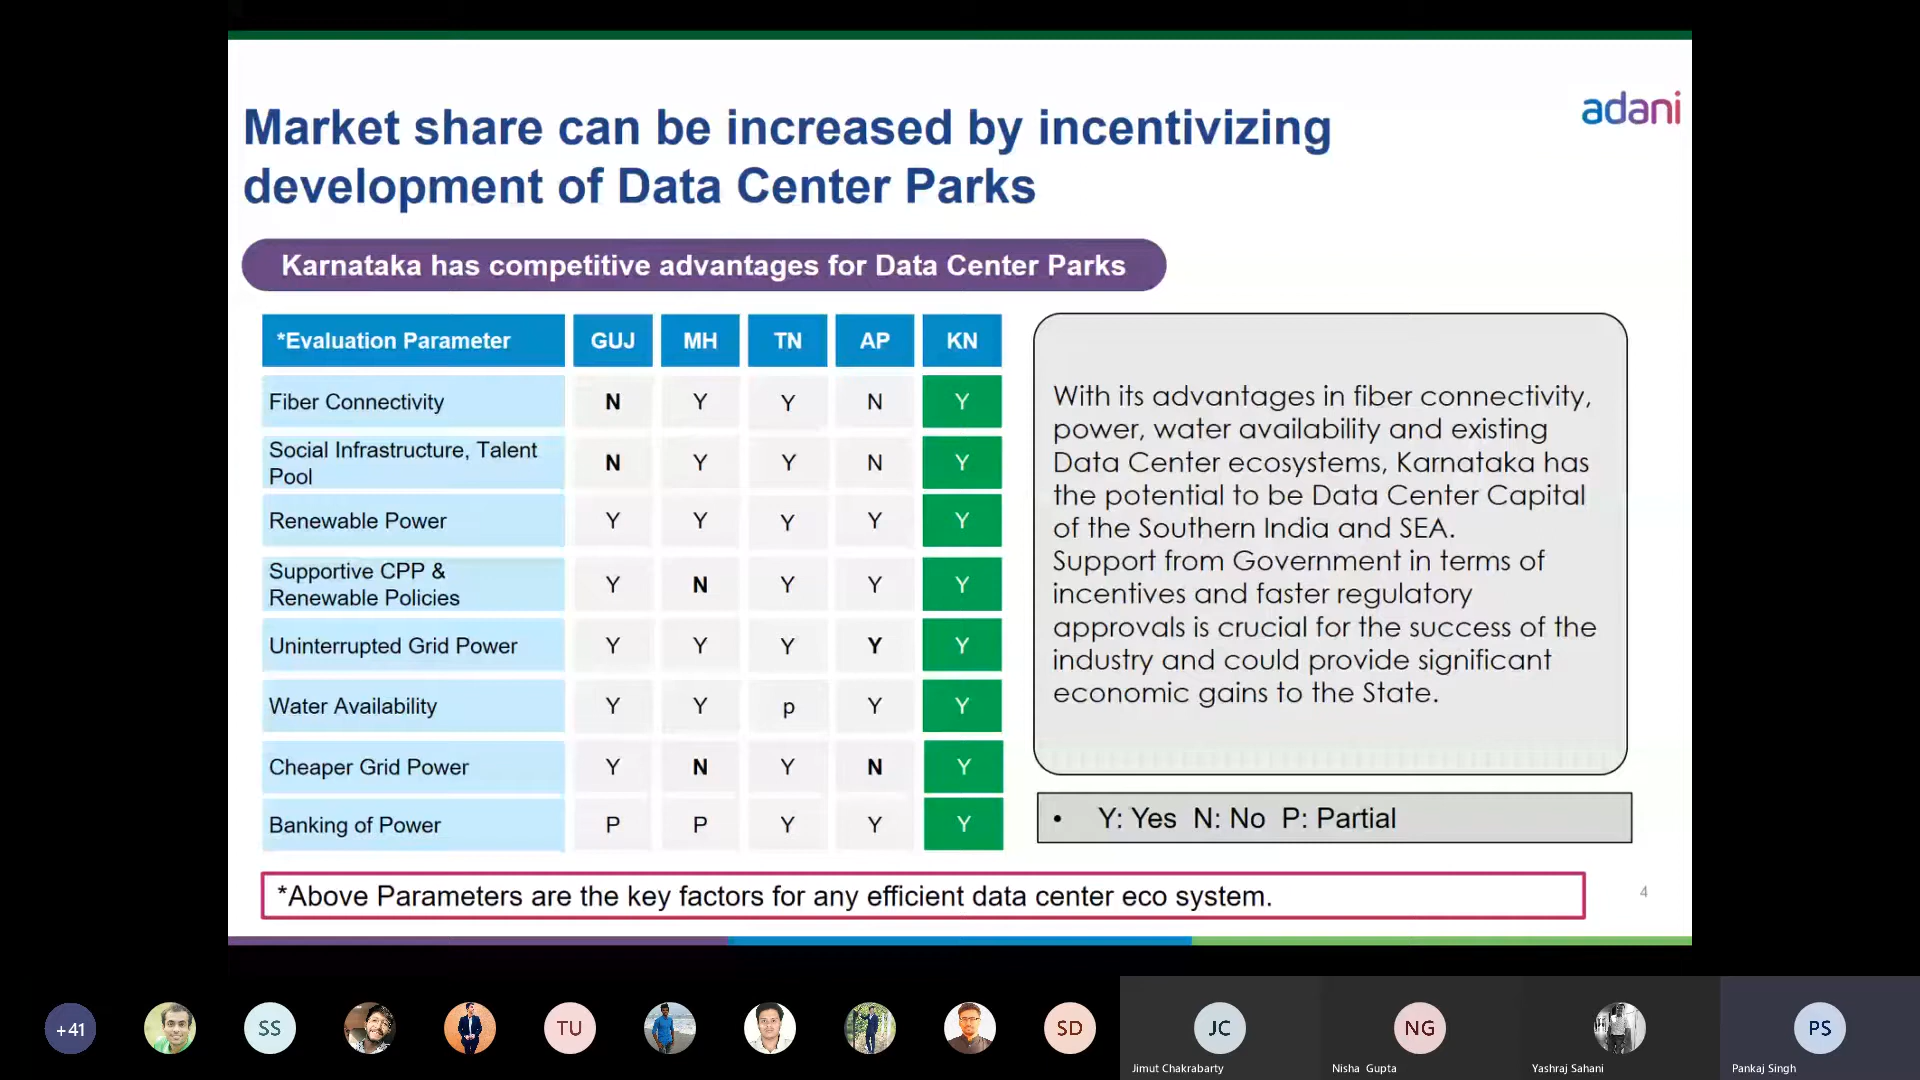 adani
Market share can be increased by incentivizing
development of Data Center Parks
Karnataka has competitive advantages for Data Center Parks
*Evaluation Parameter GUJ MH TN AP KN
Fiber Connectivity N Y Y N Y
Social Infrastructure, Talent
Pool N Y Y N Y
Renewable Power Y Y Y Y Y
Supportive CPP &
Renewable Policies Y N Y Y Y
Uninterrupted Grid Power Y Y Y Y Y
Water Availability Y Y p Y Y
Cheaper Grid Power Y N Y N Y
Banking of Power P P Y Y Y
With its advantages in fiber connectivity,
power, water availability and existing
Data Center ecosystems, Karnataka has
the potential to be Data Center Capital
of the Southern India and SEA.
Support from Government in terms of
incentives and faster regulatory
approvals is crucial for the success of the
industry and could provide significant
economic gains to the State.
• Y: Yes N: No P: Partial
*Above Parameters are the key factors for any efficient data center eco system.
4
+41 SS TU SD JC NG PS
Jimut Chakrabarty Nisha Gupta Yashraj Sahani Pankaj Singh